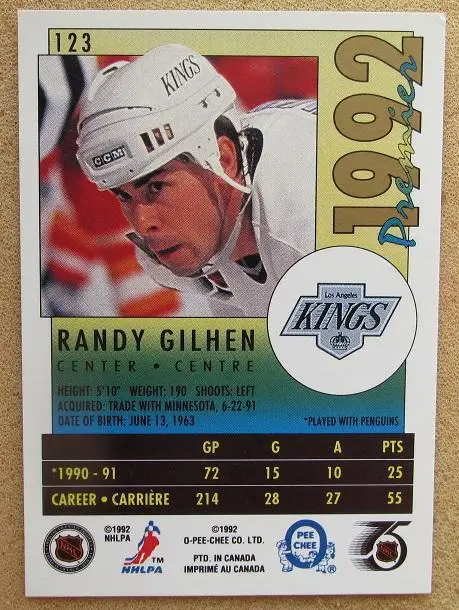 123
1992
Premier
KINGS
CCM
Los Angeles
KINGS
RANDY GILHEN
CENTER • CENTRE
HEIGHT: 5'10" WEIGHT: 190 SHOOTS: LEFT
ACQUIRED: TRADE WITH MINNESOTA, 6-22-91
DATE OF BIRTH: JUNE 13, 1963
*PLAYED WITH PENGUINS
GP G A PTS
*1990 - 91 72 15 10 25
CAREER • CARRIÈRE 214 28 27 55
©1992
NHLPA
NHLPA
TM
©1992
O-PEE-CHEE CO. LTD.
PTD. IN CANADA
IMPRIMÉ AU CANADA
O
PEE
CHEE
75
NHL